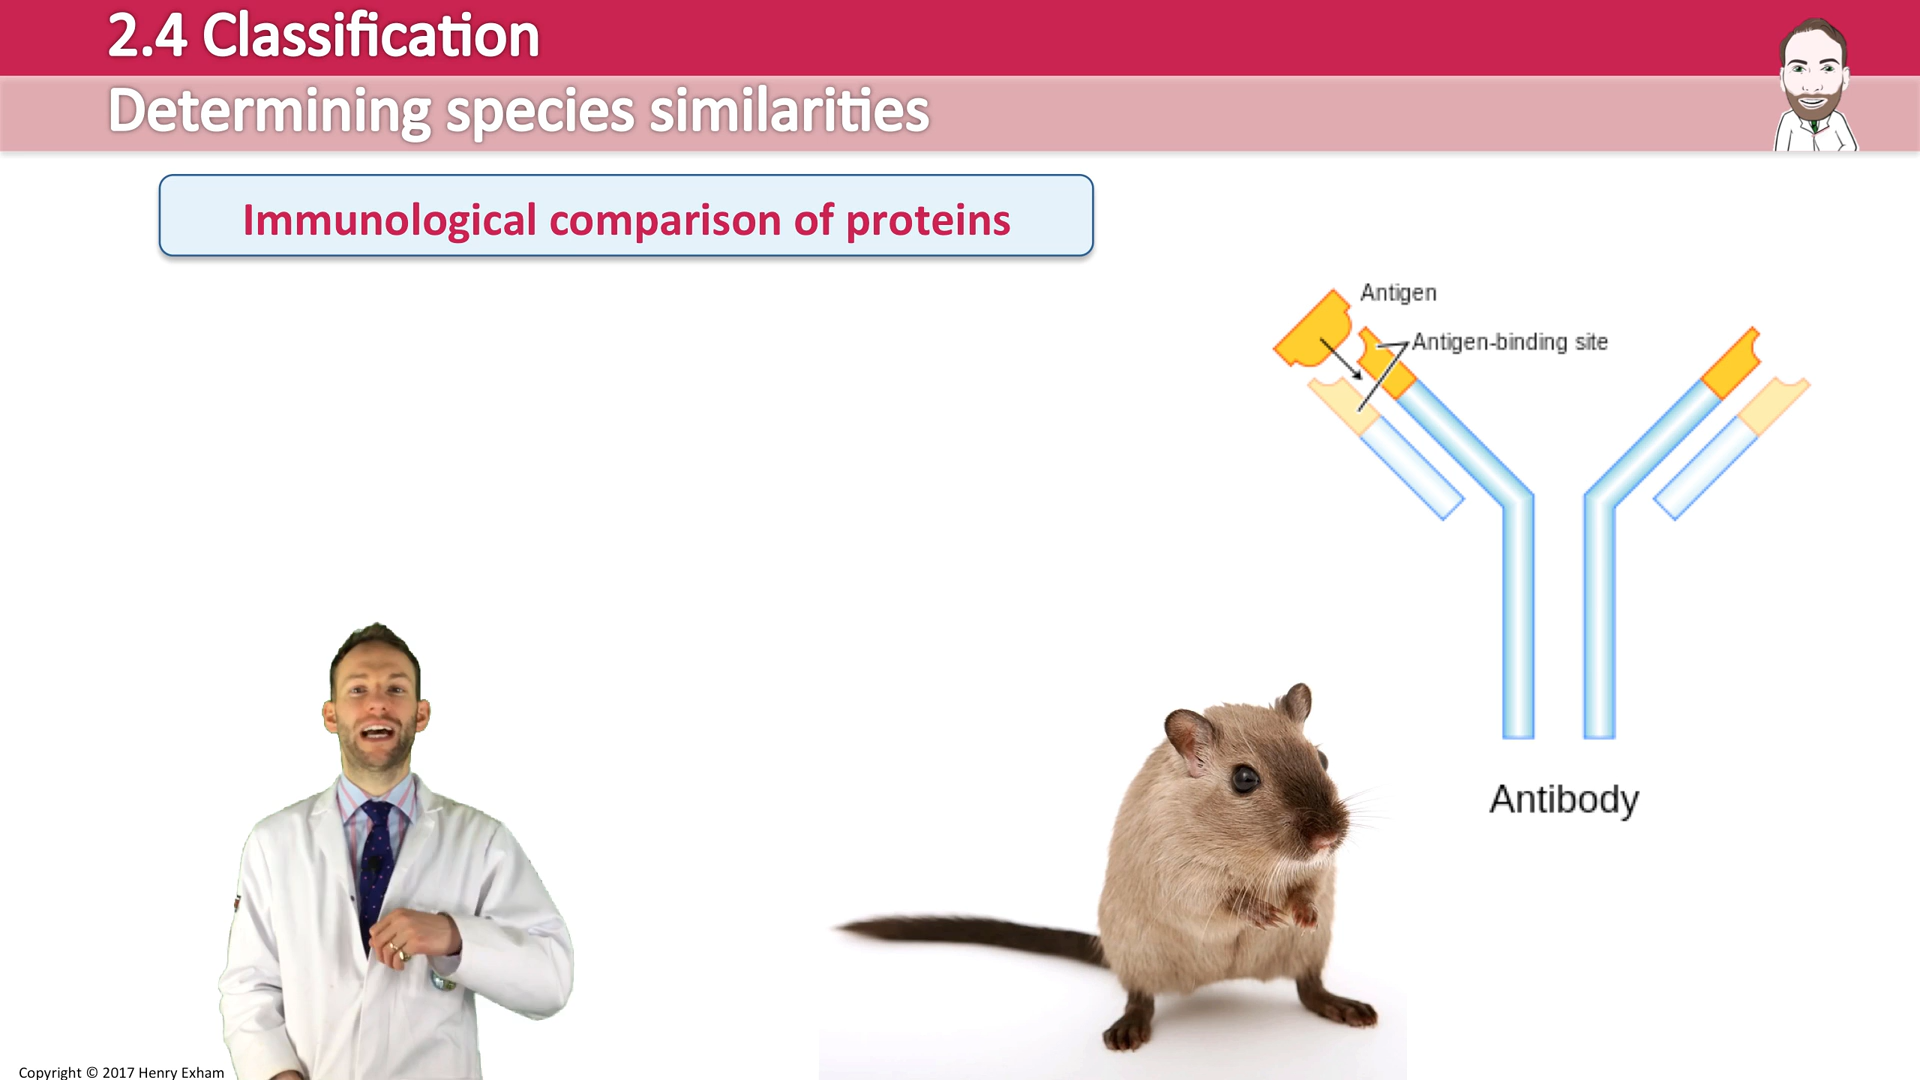 2.4 Classification
Determining species similarities
Immunological comparison of proteins
Antigen
Antigen-binding site
Antibody
Copyright © 2017 Henry Exham